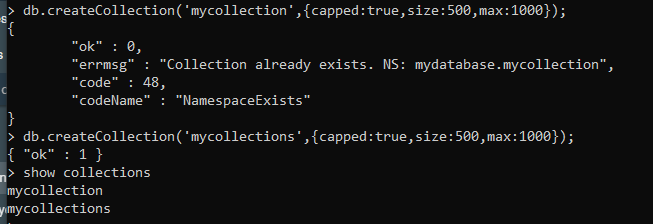 > db.createCollection('mycollection',{capped:true,size:500,max:1000});
{
        "ok" : 0,
        "errmsg" : "Collection already exists. NS: mydatabase.mycollection",
        "code" : 48,
        "codeName" : "NamespaceExists"
}
> db.createCollection('mycollections',{capped:true,size:500,max:1000});
{ "ok" : 1 }
> show collections
mycollection
mycollections